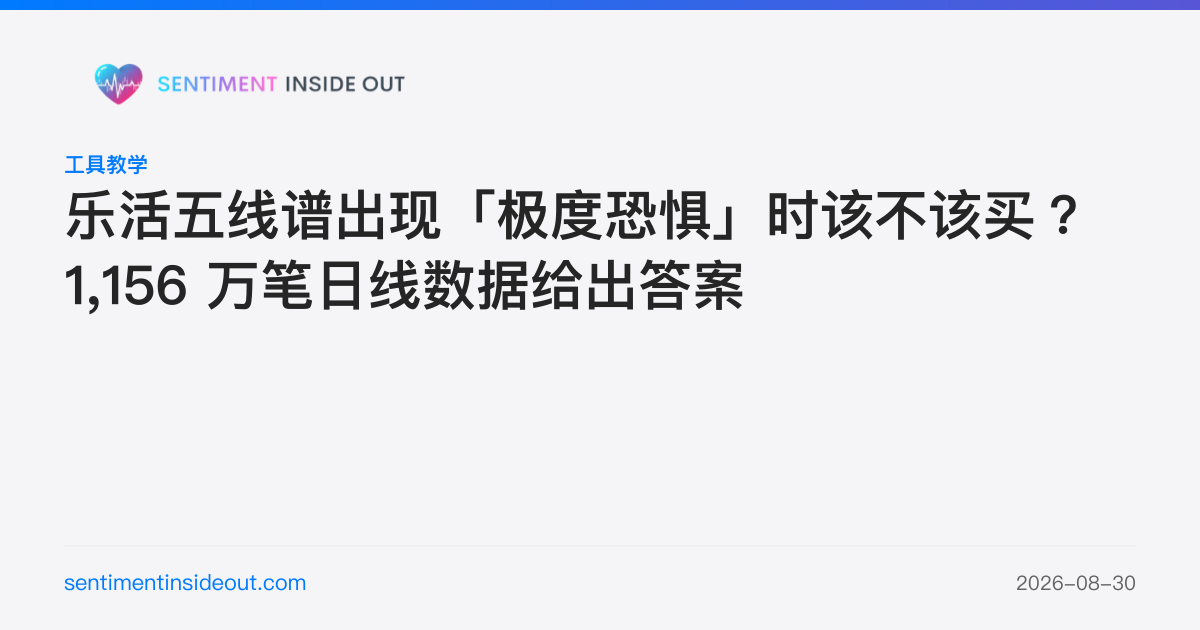 SENTIMENT INSIDE OUT
工具教学
乐活五线谱出现「极度恐惧」时该不该买？
1,156 万笔日线数据给出答案
sentimentinsideout.com
2026-08-30